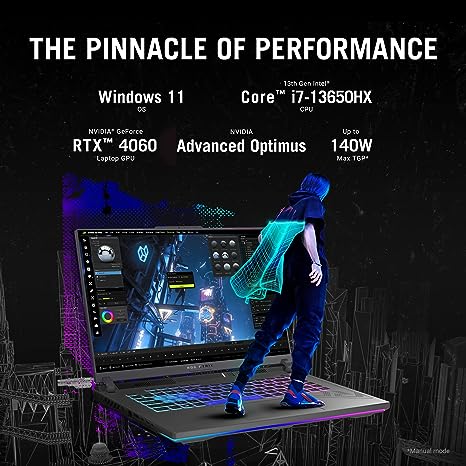 THE PINNACLE OF PERFORMANCE
Windows 11
OS
13th Gen Intel®
Core™ i7-13650HX
CPU
NVIDIA® GeForce
RTX™ 4060
Laptop GPU
NVIDIA
Advanced Optimus
Up to
140W
Max TGP*
*Manual mode